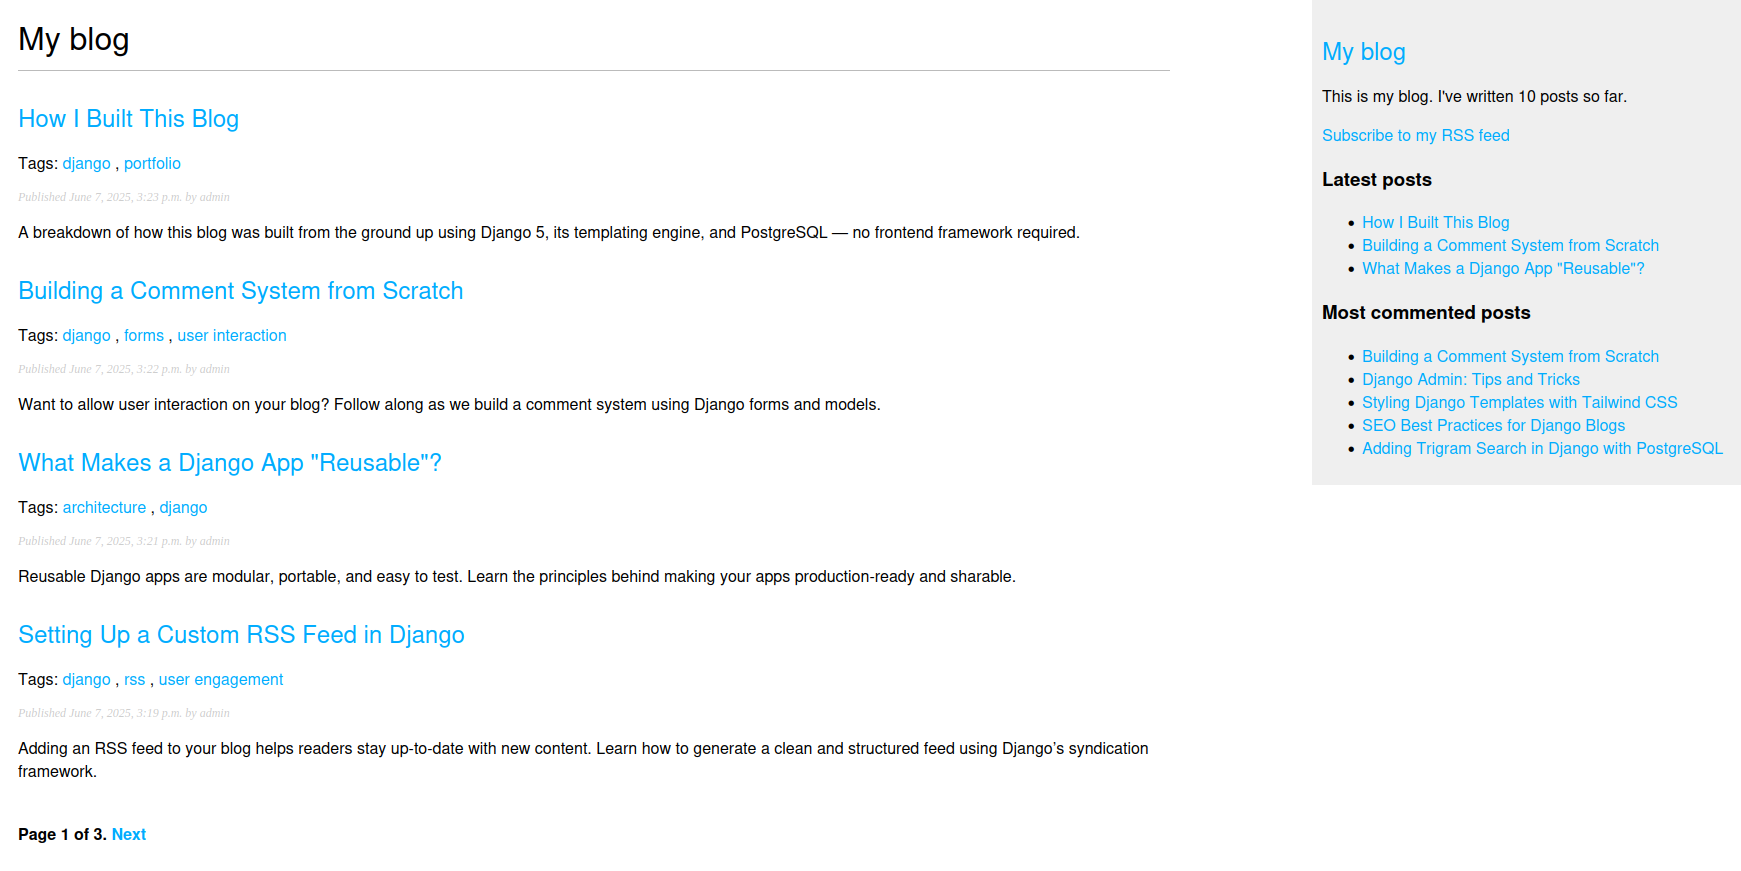 My blog
How I Built This Blog
Tags: django , portfolio
Published June 7, 2025, 3:23 p.m. by admin
A breakdown of how this blog was built from the ground up using Django 5, its templating engine, and PostgreSQL — no frontend framework required.
Building a Comment System from Scratch
Tags: django , forms , user interaction
Published June 7, 2025, 3:22 p.m. by admin
Want to allow user interaction on your blog? Follow along as we build a comment system using Django forms and models.
What Makes a Django App "Reusable"?
Tags: architecture , django
Published June 7, 2025, 3:21 p.m. by admin
Reusable Django apps are modular, portable, and easy to test. Learn the principles behind making your apps production-ready and sharable.
Setting Up a Custom RSS Feed in Django
Tags: django , rss , user engagement
Published June 7, 2025, 3:19 p.m. by admin
Adding an RSS feed to your blog helps readers stay up-to-date with new content. Learn how to generate a clean and structured feed using Django’s syndication
framework.
Page 1 of 3. Next
My blog
This is my blog. I've written 10 posts so far.
Subscribe to my RSS feed
Latest posts
• How I Built This Blog
• Building a Comment System from Scratch
• What Makes a Django App "Reusable"?
Most commented posts
• Building a Comment System from Scratch
• Django Admin: Tips and Tricks
• Styling Django Templates with Tailwind CSS
• SEO Best Practices for Django Blogs
• Adding Trigram Search in Django with PostgreSQL